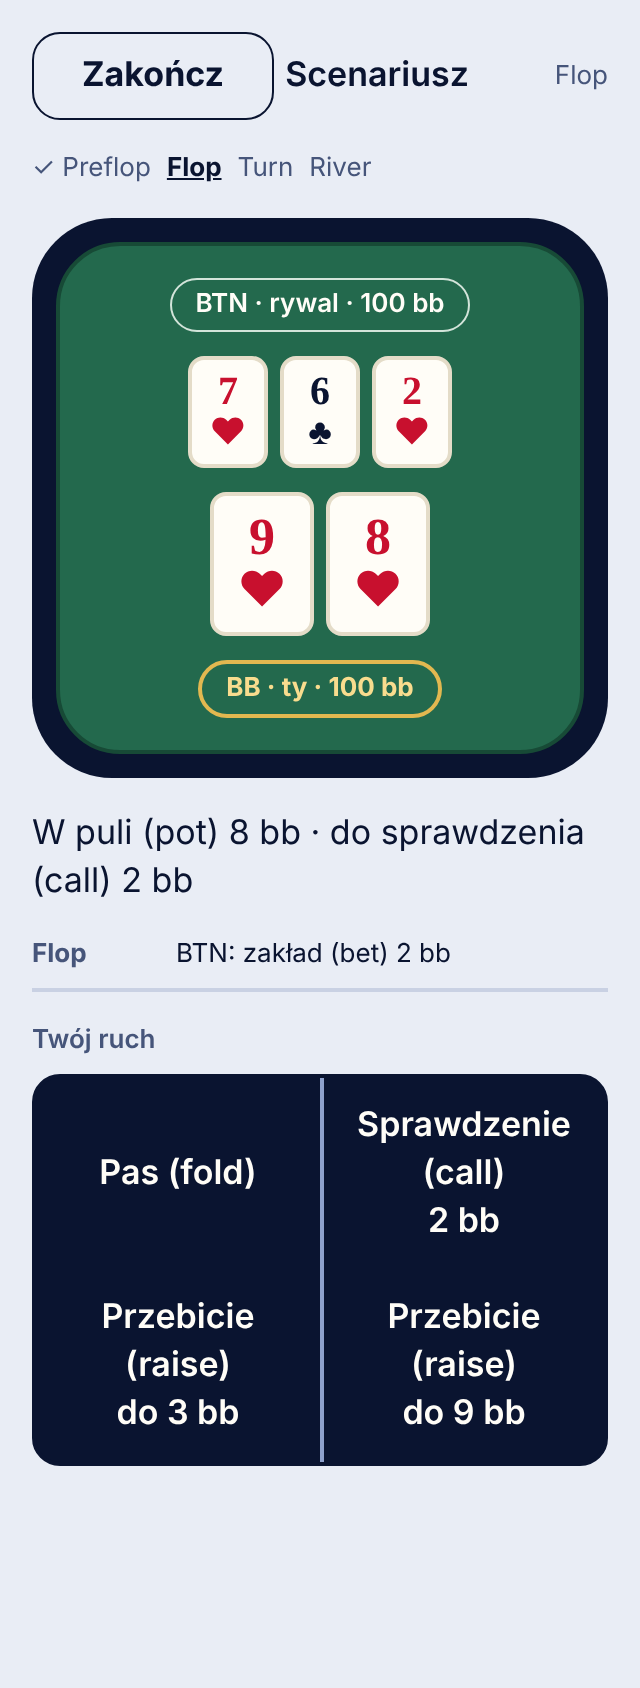 Zakończ Scenariusz Flop
✓ Preflop Flop Turn River
BTN · rywal · 100 bb
7♥ 6♣ 2♥
9♥ 8♥
BB · ty · 100 bb
W puli (pot) 8 bb · do sprawdzenia
(call) 2 bb
Flop BTN: zakład (bet) 2 bb
Twój ruch
Pas (fold)
Sprawdzenie
(call)
2 bb
Przebicie
(raise)
do 3 bb
Przebicie
(raise)
do 9 bb